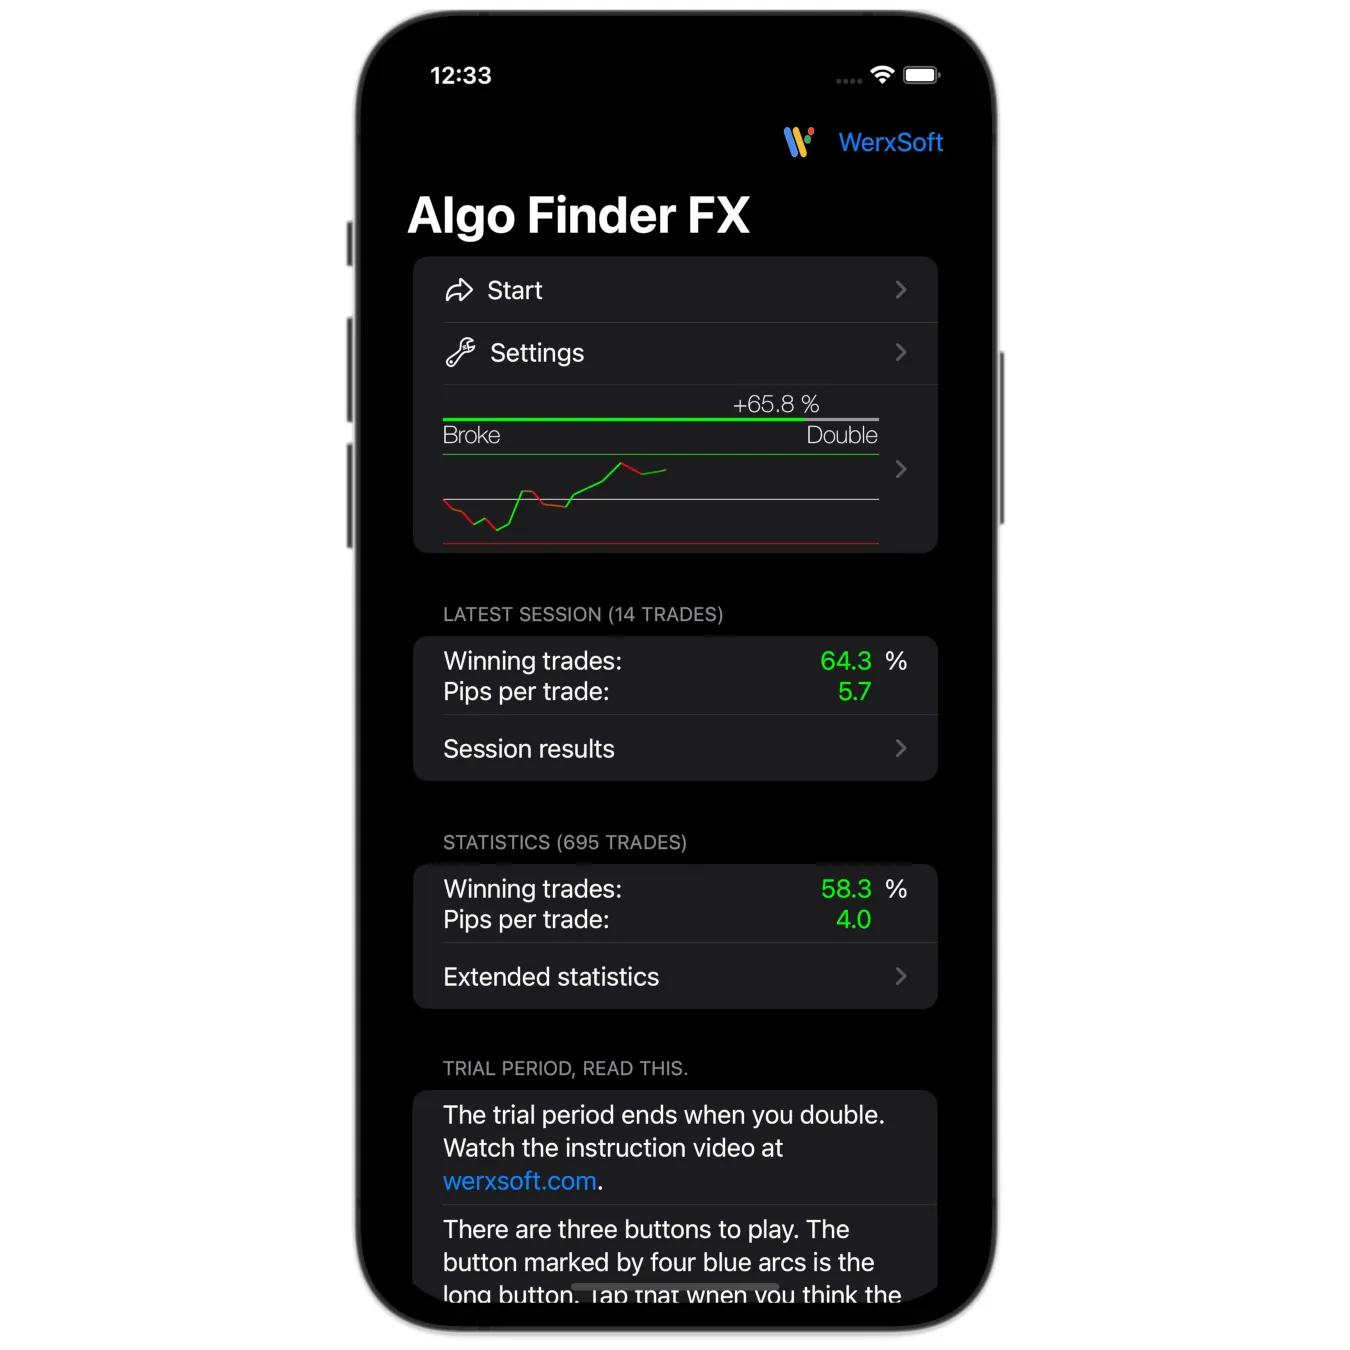 12:33
WerxSoft
Algo Finder FX
Start
Settings
+65.8 %
Broke Double
LATEST SESSION (14 TRADES)
Winning trades: 64.3 %
Pips per trade: 5.7
Session results
STATISTICS (695 TRADES)
Winning trades: 58.3 %
Pips per trade: 4.0
Extended statistics
TRIAL PERIOD, READ THIS.
The trial period ends when you double.
Watch the instruction video at
werxsoft.com.
There are three buttons to play. The
button marked by four blue arcs is the
long button. Tap that when you think the